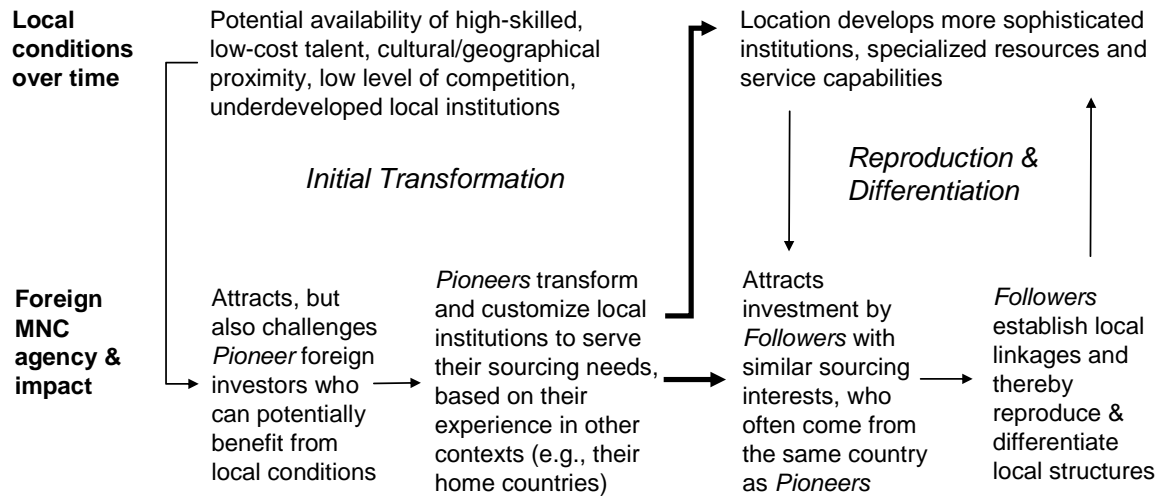 Local
conditions
over time
Potential availability of high-skilled,
low-cost talent, cultural/geographical
proximity, low level of competition,
underdeveloped local institutions
Location develops more sophisticated
institutions, specialized resources and
service capabilities
Initial Transformation
Reproduction &
Differentiation
Foreign
MNC
agency &
impact
Attracts, but
also challenges
Pioneer foreign
investors who
can potentially
benefit from
local conditions
Pioneers transform
and customize local
institutions to serve
their sourcing needs,
based on their
experience in other
contexts (e.g., their
home countries)
Attracts
investment by
Followers with
similar sourcing
interests, who
often come from
the same country
as Pioneers
Followers
establish local
linkages and
thereby
reproduce &
differentiate
local structures